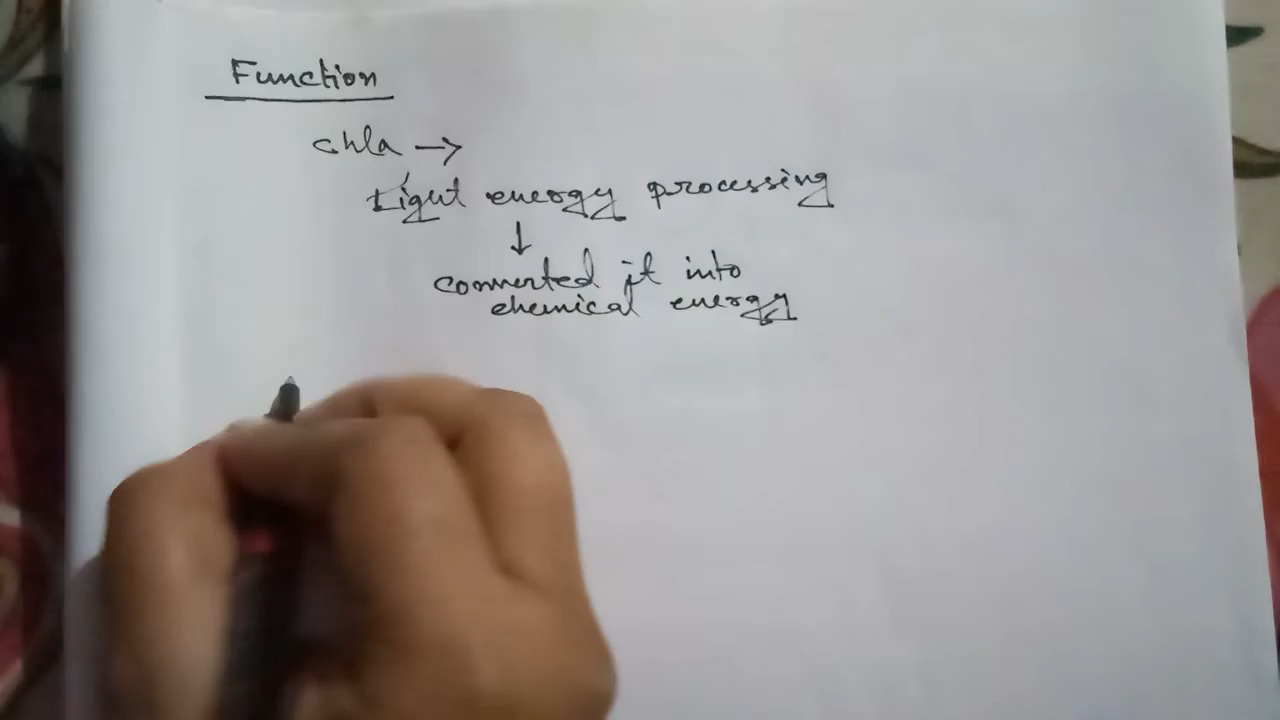 Function
chla →
Light energy processing
↓
converted it into
chemical energy